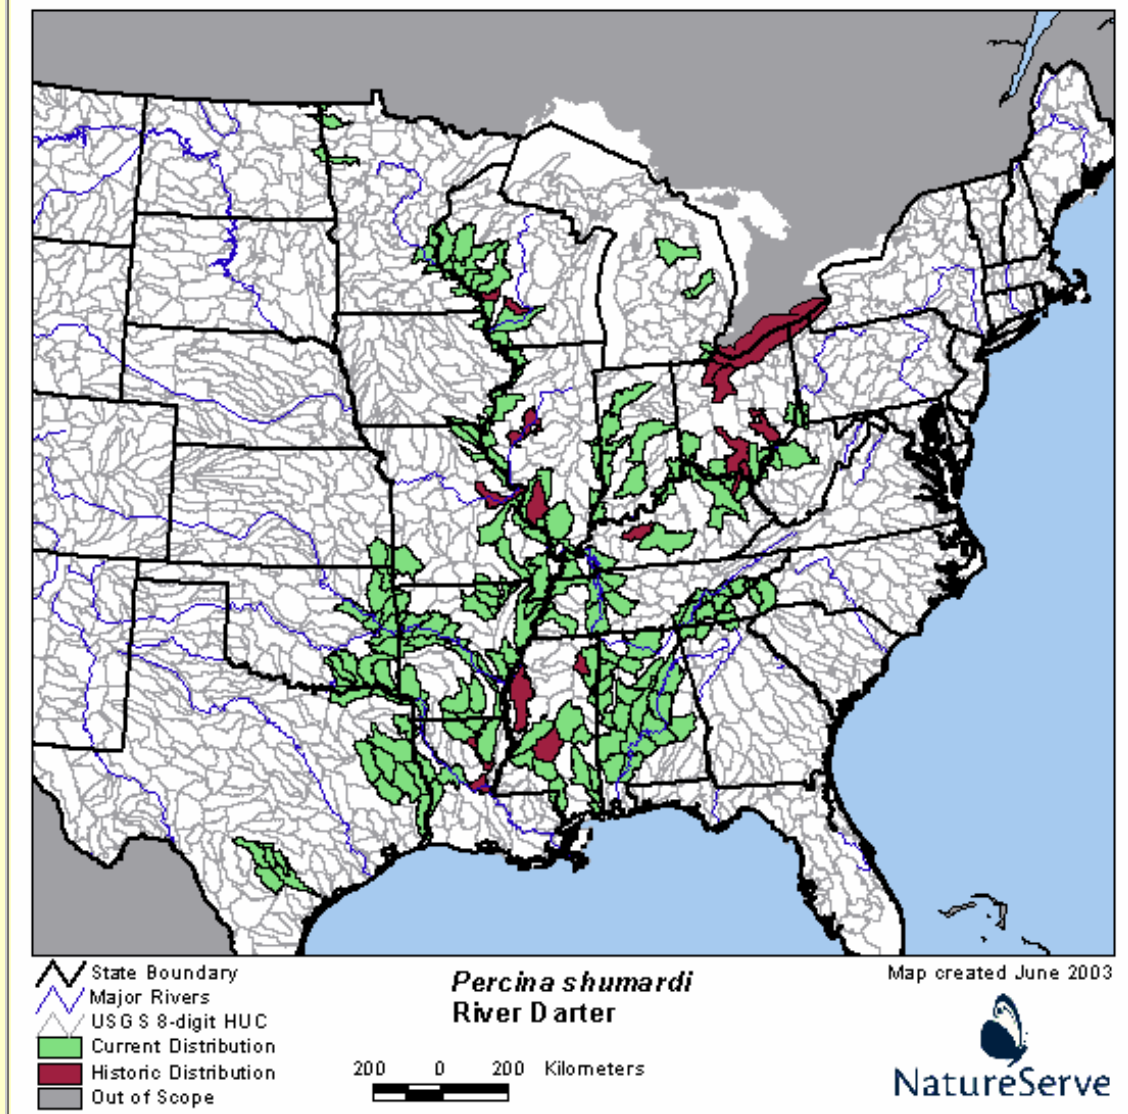 State Boundary
Major Rivers
USGS 8-digit HUC
Current Distribution
Historic Distribution
Out of Scope
Percina shumardi
River Darter
200 0 200 Kilometers
Map created June 2003
NatureServe